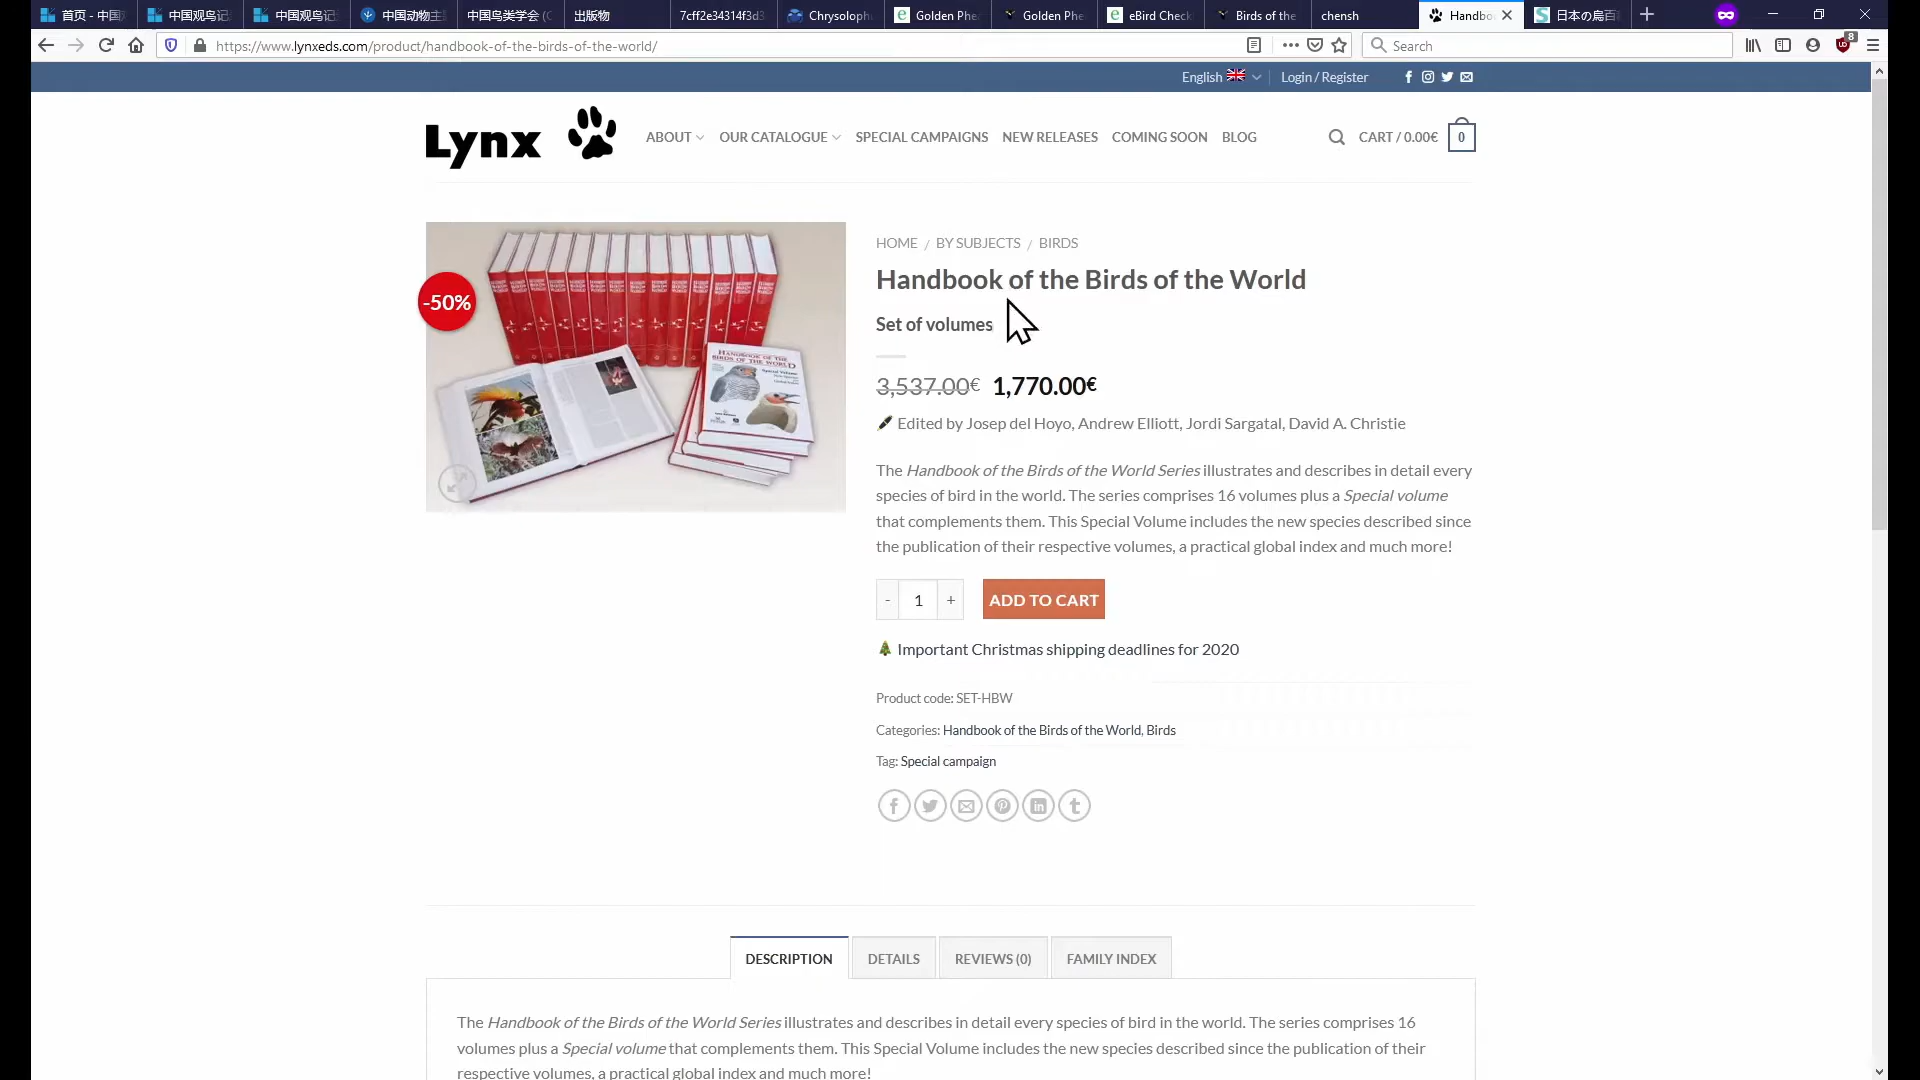 首页 - 中国
中国观鸟记
中国观鸟记
中国动物主
中国鸟类学会 (C
出版物
7cff2e34314f3d3
Chrysoloph
Golden Phe
Golden Phe
eBird Check
Birds of the
chensh
Handbo
日本の鳥百
https://www.lynxeds.com/product/handbook-of-the-birds-of-the-world/
Search
8
English
Login / Register
Lynx
ABOUT
OUR CATALOGUE
SPECIAL CAMPAIGNS
NEW RELEASES
COMING SOON
BLOG
CART / 0.00€
0
-50%
HANDBOOK OF THE BIRDS OF THE WORLD
HOME / BY SUBJECTS / BIRDS
Handbook of the Birds of the World
Set of volumes
3,537.00€ 1,770.00€
Edited by Josep del Hoyo, Andrew Elliott, Jordi Sargatal, David A. Christie
The Handbook of the Birds of the World Series illustrates and describes in detail every
species of bird in the world. The series comprises 16 volumes plus a Special volume
that complements them. This Special Volume includes the new species described since
the publication of their respective volumes, a practical global index and much more!
- 1 +
ADD TO CART
Important Christmas shipping deadlines for 2020
Product code: SET-HBW
Categories: Handbook of the Birds of the World, Birds
Tag: Special campaign
DESCRIPTION
DETAILS
REVIEWS (0)
FAMILY INDEX
The Handbook of the Birds of the World Series illustrates and describes in detail every species of bird in the world. The series comprises 16
volumes plus a Special volume that complements them. This Special Volume includes the new species described since the publication of their
respective volumes, a practical global index and much more!